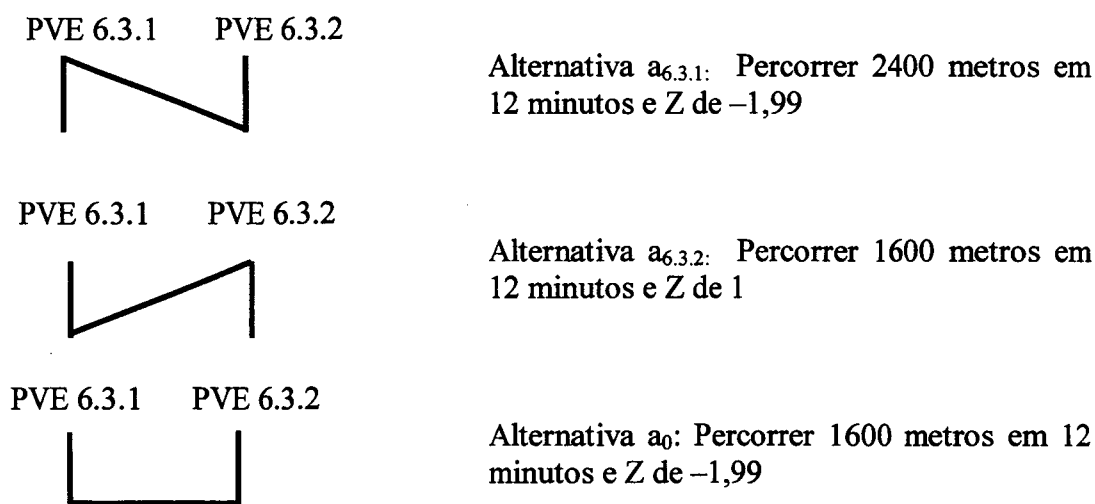 PVE 6.3.1 PVE 6.3.2
Alternativa a6.3.1: Percorrer 2400 metros em
12 minutos e Z de –1,99
PVE 6.3.1 PVE 6.3.2
Alternativa a6.3.2: Percorrer 1600 metros em
12 minutos e Z de 1
PVE 6.3.1 PVE 6.3.2
Alternativa a0: Percorrer 1600 metros em 12
minutos e Z de –1,99